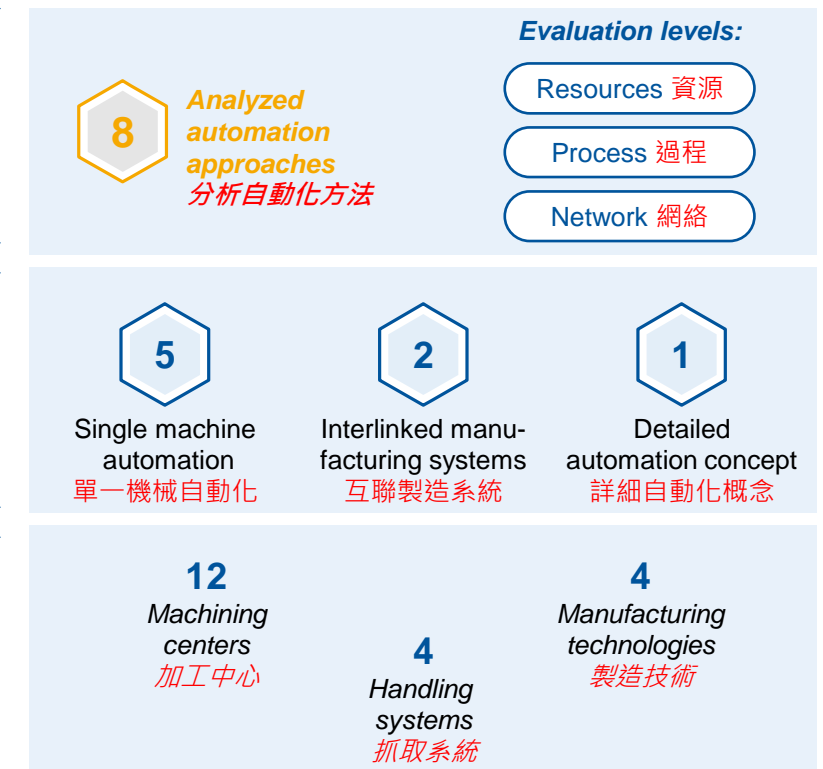 8
Analyzed
automation
approaches
分析自動化方法
Evaluation levels:
Resources 資源
Process 過程
Network 網絡
5
Single machine
automation
單一機械自動化
2
Interlinked manu-
facturing systems
互聯製造系統
1
Detailed
automation concept
詳細自動化概念
12
Machining
centers
加工中心
4
Handling
systems
抓取系統
4
Manufacturing
technologies
製造技術